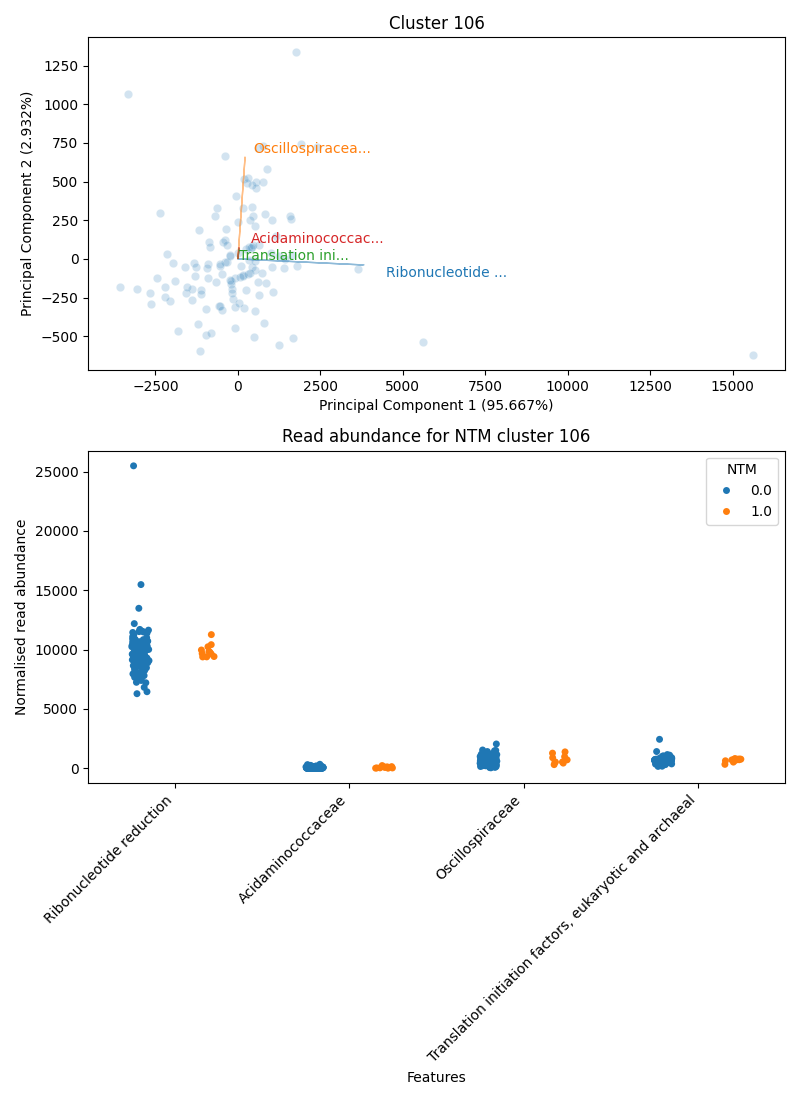 Cluster 106
Principal Component 2 (2.932%)
1250
1000
750
500
250
0
−250
−500
Oscillospiracea...
Acidaminococcac...
Translation ini...
Ribonucleotide ...
−2500
0
2500
5000
7500
10000
12500
15000
Principal Component 1 (95.667%)
Read abundance for NTM cluster 106
Normalised read abundance
25000
20000
15000
10000
5000
0
NTM
0.0
1.0
Ribonucleotide reduction
Acidaminococcaceae
Oscillospiraceae
Translation initiation factors, eukaryotic and archaeal
Features